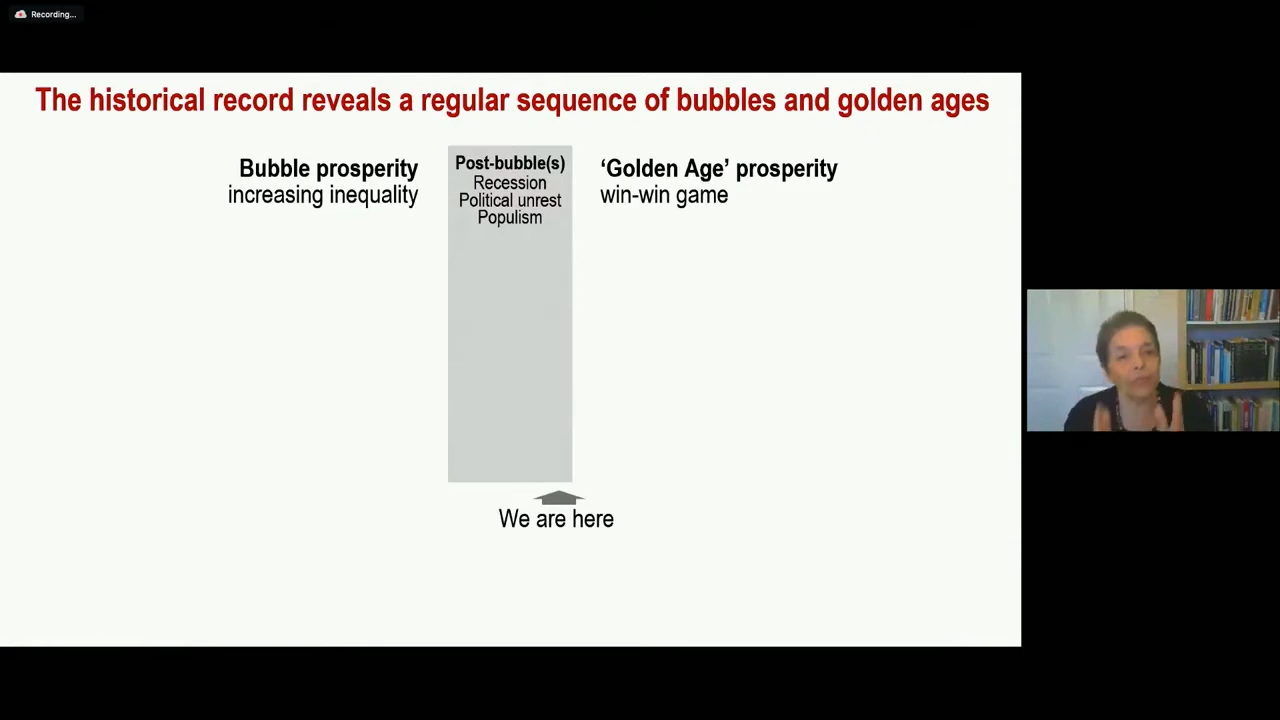 Recording...
The historical record reveals a regular sequence of bubbles and golden ages
Bubble prosperity
increasing inequality
Post-bubble(s)
Recession
Political unrest
Populism
‘Golden Age’ prosperity
win-win game
We are here